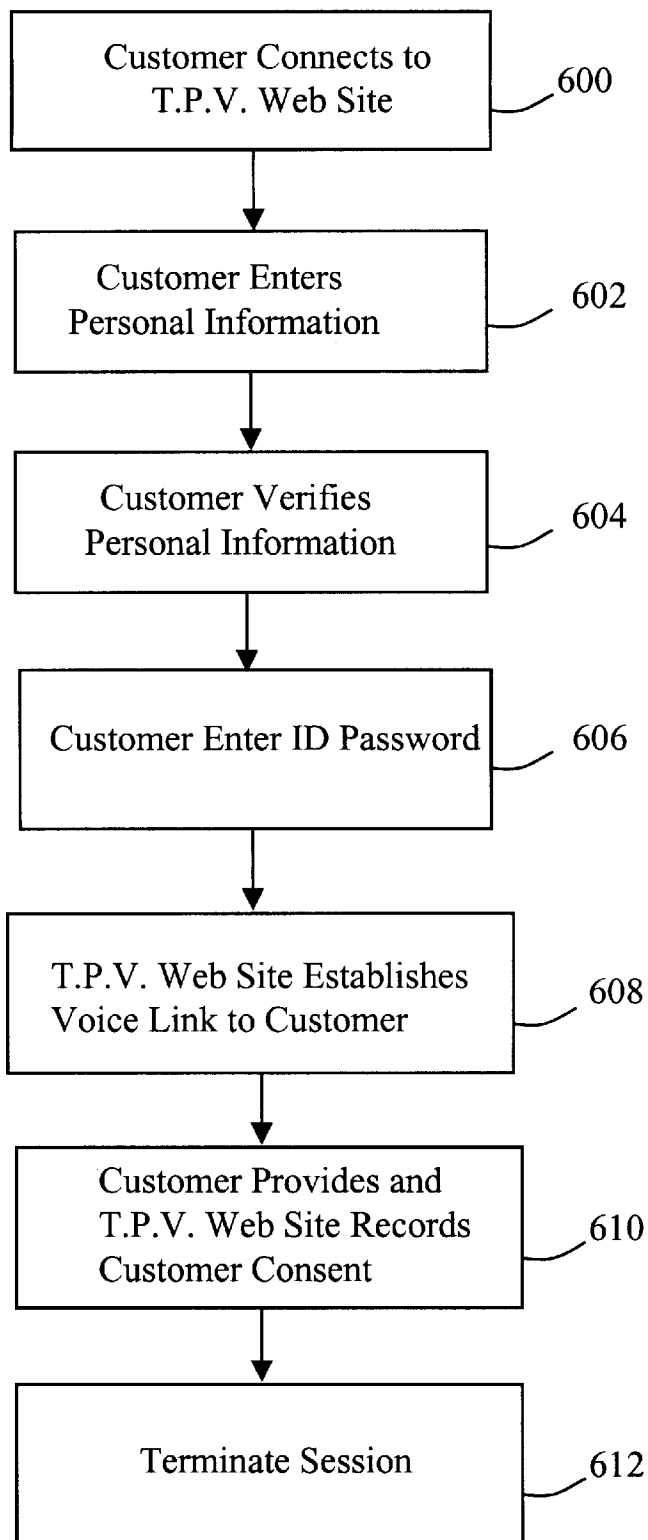 Customer Connects to
T.P.V. Web Site
600
Customer Enters
Personal Information
602
Customer Verifies
Personal Information
604
Customer Enter ID Password
606
T.P.V. Web Site Establishes
Voice Link to Customer
608
Customer Provides and
T.P.V. Web Site Records
Customer Consent
610
Terminate Session
612